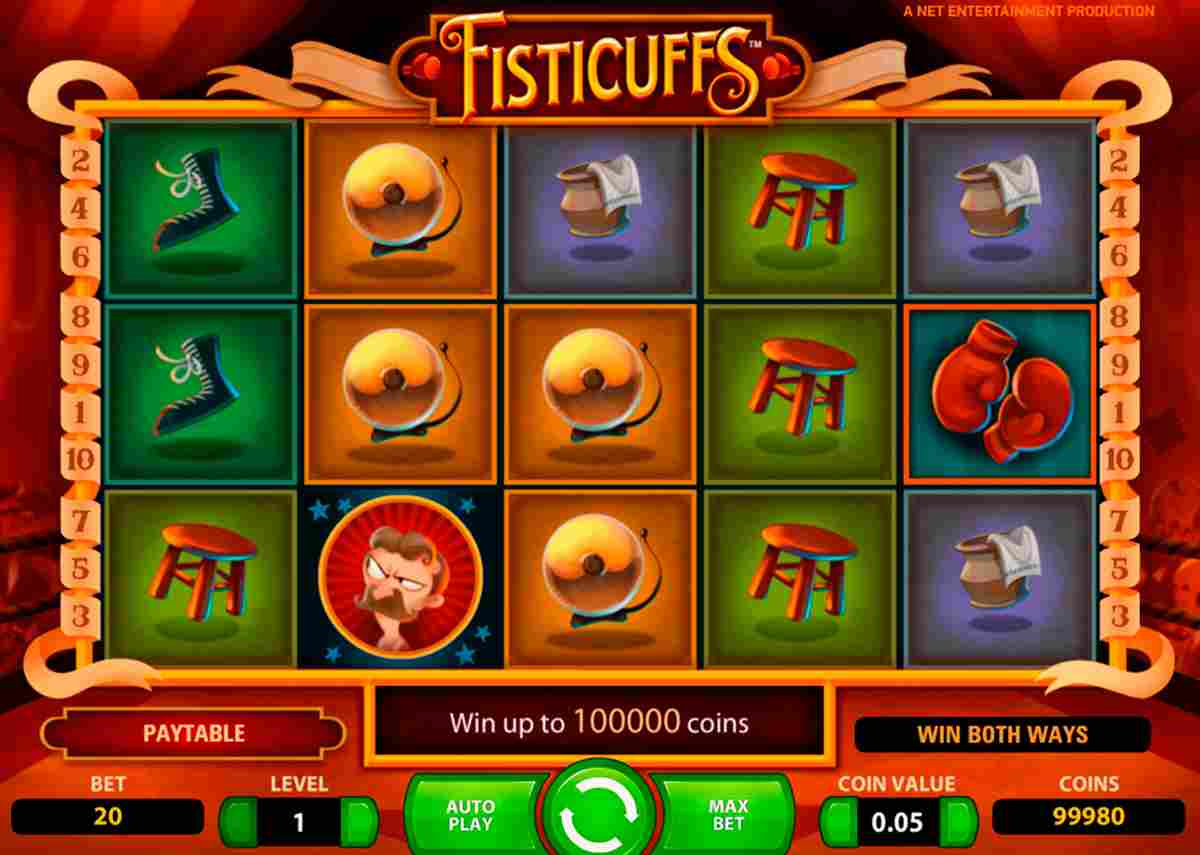 A NET ENTERTAINMENT PRODUCTION
FISTICUFFS™
2 2
4 4
6 6
8 8
9 9
1 1
10 10
7 7
5 5
3 3
PAYTABLE
Win up to 100000 coins
WIN BOTH WAYS
BET LEVEL COIN VALUE COINS
20 1 AUTO PLAY MAX BET 0.05 99980